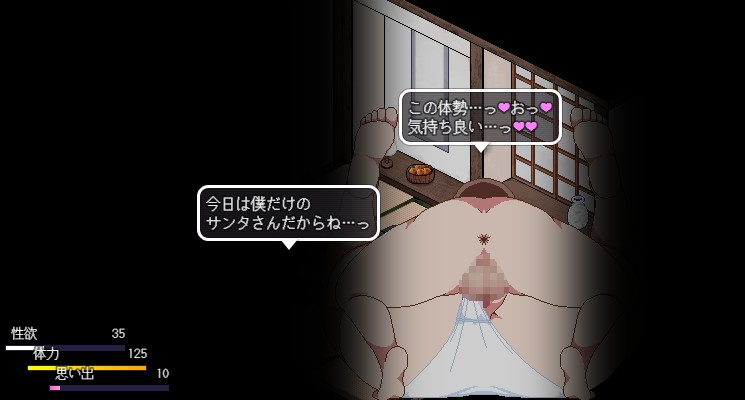 この体勢…っ♥おっ♥
気持ち良い…っ♥♥
今日は僕だけの
サンタさんだからね…っ
性欲 35
体力 125
思い出 10